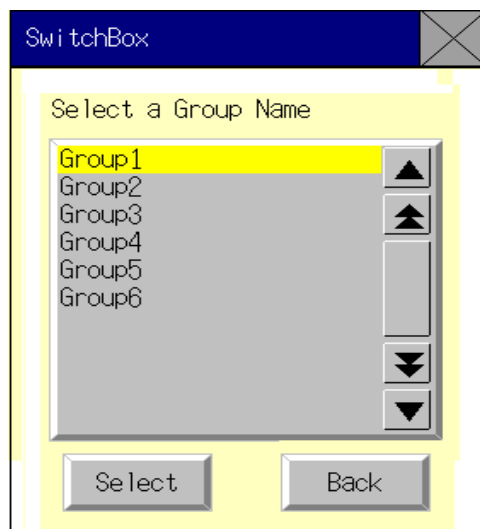 SwitchBox
Select a Group Name
Group1
Group2
Group3
Group4
Group5
Group6
Select
Back